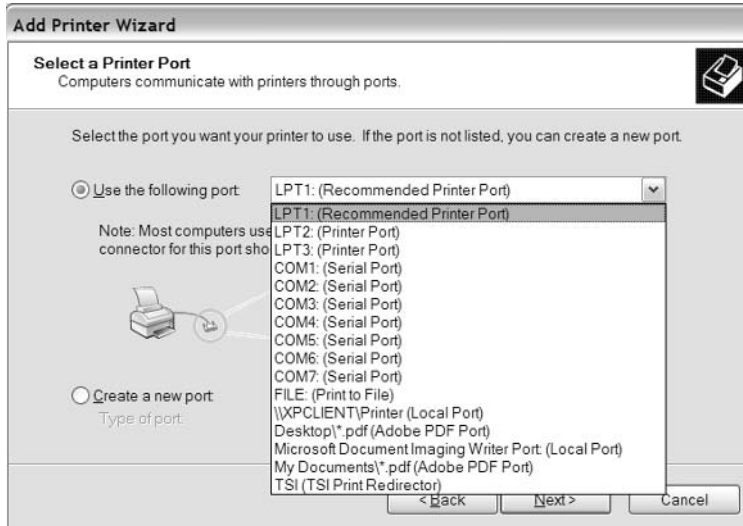 Add Printer Wizard
Select a Printer Port
Computers communicate with printers through ports.
Select the port you want your printer to use. If the port is not listed, you can create a new port.
Use the following port:
LPT1: (Recommended Printer Port)
Note: Most computers use
connector for this port sho
LPT1: (Recommended Printer Port)
LPT2: (Printer Port)
LPT3: (Printer Port)
COM1: (Serial Port)
COM2: (Serial Port)
COM3: (Serial Port)
COM4: (Serial Port)
COM5: (Serial Port)
COM6: (Serial Port)
COM7: (Serial Port)
FILE: (Print to File)
\\XPCLIENT\Printer (Local Port)
Desktop\*.pdf (Adobe PDF Port)
Microsoft Document Imaging Writer Port: (Local Port)
My Documents\*.pdf (Adobe PDF Port)
TSI (TSI Print Redirector)
Create a new port:
Type of port:
< Back Next > Cancel